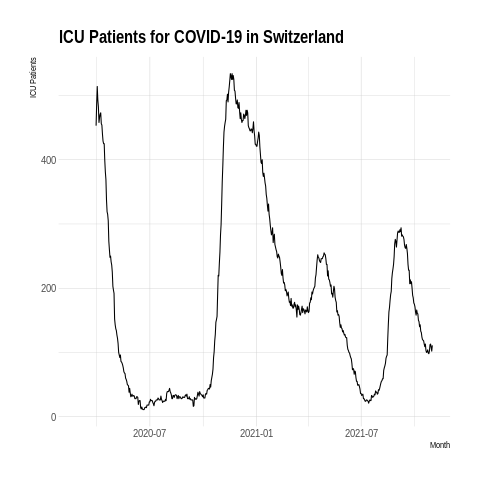 ICU Patients for COVID-19 in Switzerland
ICU Patients
400
200
0
2020-07
2021-01
2021-07
Month